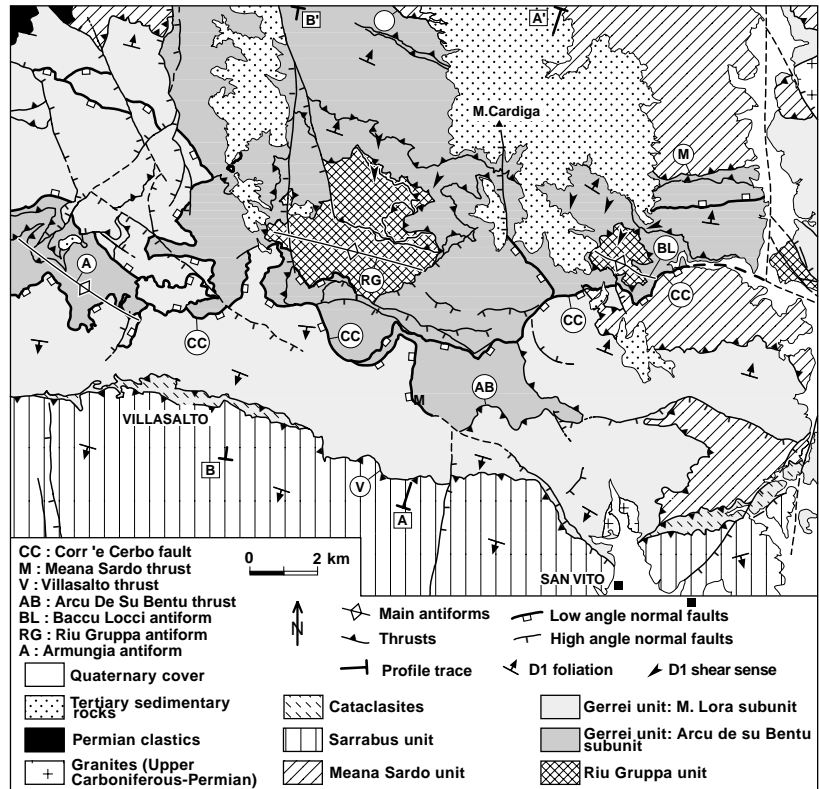 B'
A'
M.Cardiga
M
A
BL
RG
CC
CC
CC
CC
AB
M
VILLASALTO
B
V
A
SAN VITO
CC : Corr 'e Cerbo fault
M : Meana Sardo thrust
V : Villasalto thrust
AB : Arcu De Su Bentu thrust
BL : Baccu Locci antiform
RG : Riu Gruppa antiform
A : Armungia antiform
0 2 km
N
Main antiforms
Low angle normal faults
Thrusts
High angle normal faults
Profile trace
D1 foliation
D1 shear sense
Quaternary cover
Tertiary sedimentary
rocks
Permian clastics
Granites (Upper
Carboniferous-Permian)
Cataclasites
Sarrabus unit
Meana Sardo unit
Gerrei unit: M. Lora subunit
Gerrei unit: Arcu de su Bentu
subunit
Riu Gruppa unit